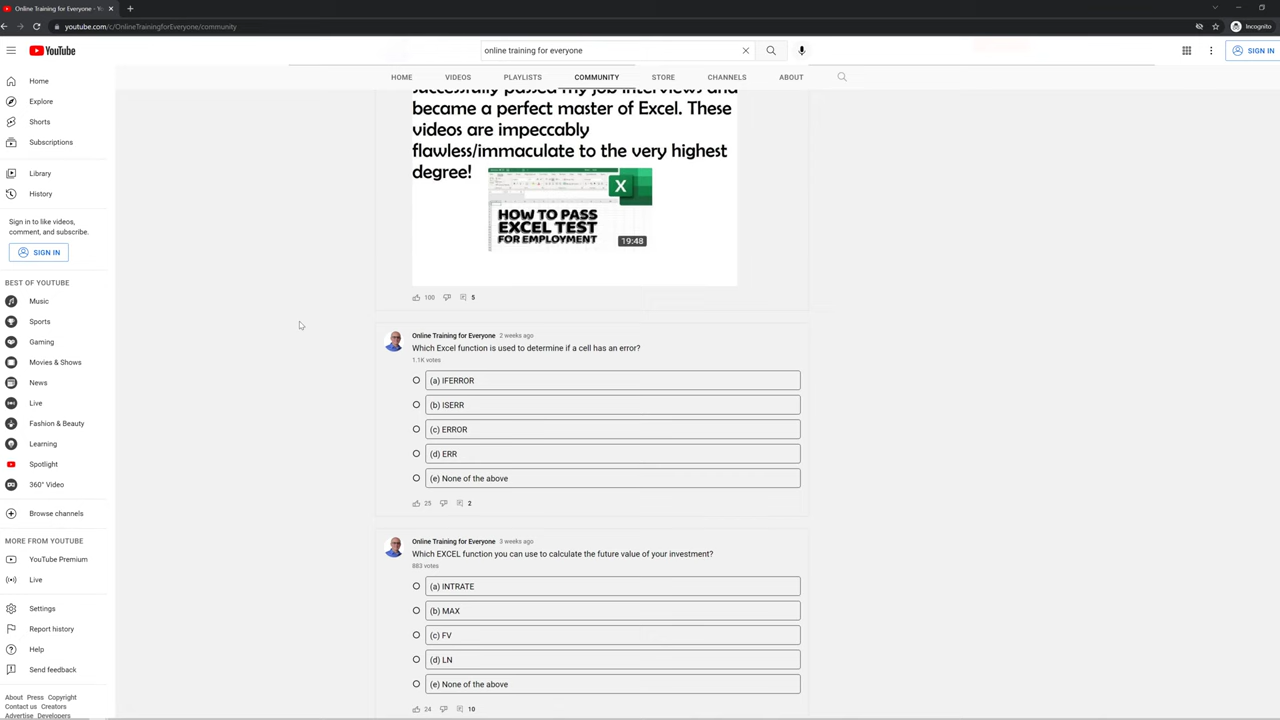 Online Training for Everyone - Yo
youtube.com/c/OnlineTrainingforEveryone/community
Incognito
YouTube
online training for everyone
SIGN IN
HOME
VIDEOS
PLAYLISTS
COMMUNITY
STORE
CHANNELS
ABOUT
Home
Explore
Shorts
Subscriptions
Library
History
Sign in to like videos,
comment, and subscribe.
SIGN IN
BEST OF YOUTUBE
Music
Sports
Gaming
Movies & Shows
News
Live
Fashion & Beauty
Learning
Spotlight
360° Video
Browse channels
MORE FROM YOUTUBE
YouTube Premium
Live
Settings
Report history
Help
Send feedback
About Press Copyright
Contact us Creators
Advertise Developers
successfully passed my job interviews and
became a perfect master of Excel. These
videos are impeccably
flawless/immaculate to the very highest
degree!
X
HOW TO PASS
EXCEL TEST
FOR EMPLOYMENT
19:48
100 5
Online Training for Everyone 2 weeks ago
Which Excel function is used to determine if a cell has an error?
1.1K votes
(a) IFERROR
(b) ISERR
(c) ERROR
(d) ERR
(e) None of the above
25 2
Online Training for Everyone 3 weeks ago
Which EXCEL function you can use to calculate the future value of your investment?
883 votes
(a) INTRATE
(b) MAX
(c) FV
(d) LN
(e) None of the above
24 10